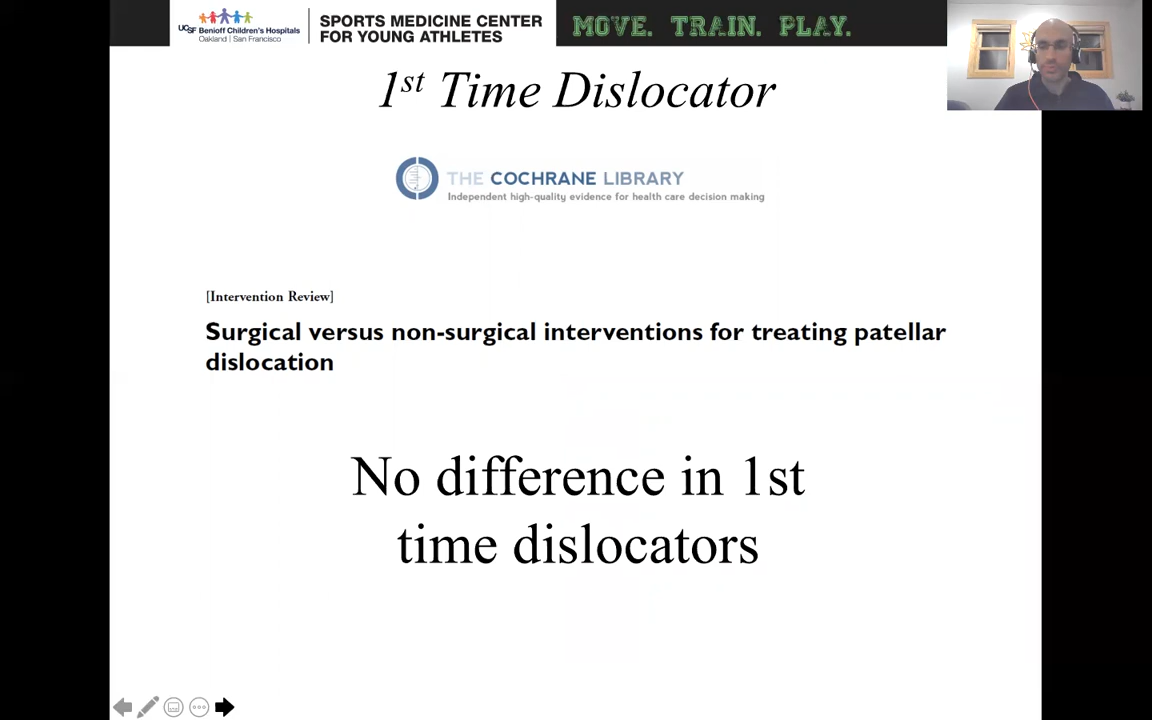 UCSF Benioff Children's Hospitals
Oakland | San Francisco
SPORTS MEDICINE CENTER
FOR YOUNG ATHLETES
MOVE. TRAIN. PLAY.
1st Time Dislocator
THE COCHRANE LIBRARY
Independent high-quality evidence for health care decision making
[Intervention Review]
Surgical versus non-surgical interventions for treating patellar
dislocation
No difference in 1st
time dislocators